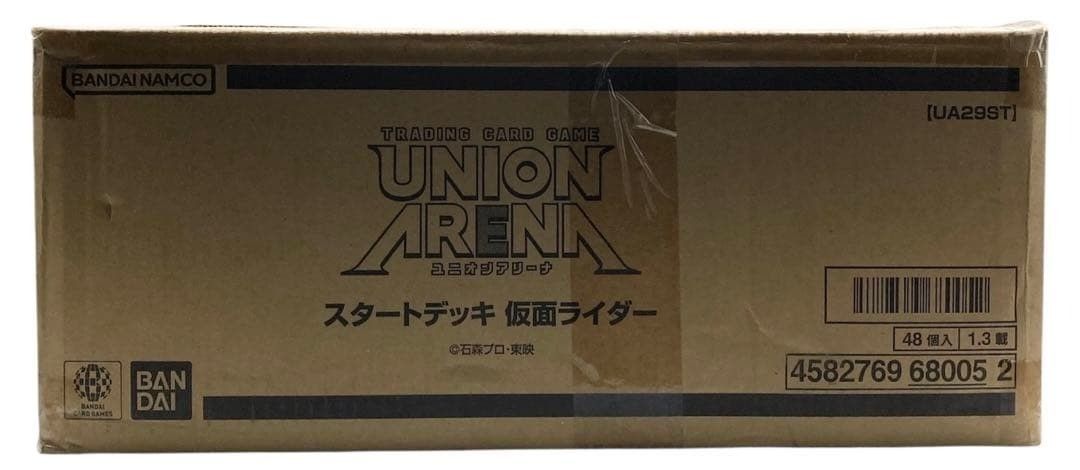 BANDAI NAMCO
【UA29ST】
TRADING CARD GAME
UNION
ARENA
ユニオンアリーナ
スタートデッキ 仮面ライダー
©石森プロ・東映
48個入 1.3載
4582769 68005 2
BANDAI
CARD GAMES
BAN
DAI